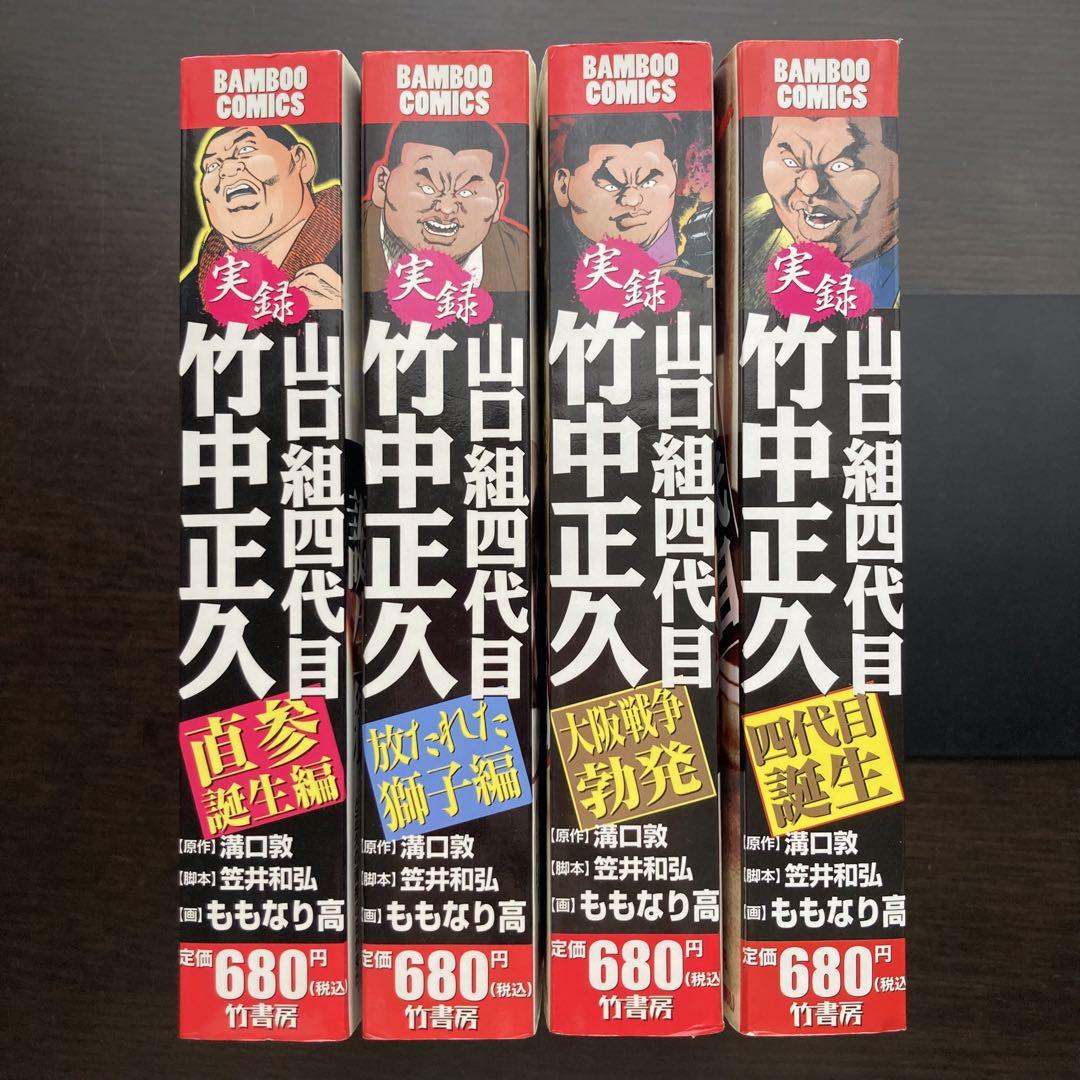 BAMBOO
COMICS
実録
山口組四代目
竹中正久
直参
誕生編
【原作】溝口敦
【脚本】笠井和弘
【画】ももなり高
定価680円(税込)
竹書房
BAMBOO
COMICS
実録
山口組四代目
竹中正久
放たれた
獅子編
【原作】溝口敦
【脚本】笠井和弘
【画】ももなり高
定価680円(税込)
竹書房
BAMBOO
COMICS
実録
山口組四代目
竹中正久
大阪戦争
勃発
【原作】溝口敦
【脚本】笠井和弘
【画】ももなり高
定価680円(税込)
竹書房
BAMBOO
COMICS
実録
山口組四代目
竹中正久
四代目
誕生
【原作】溝口敦
【脚本】笠井和弘
【画】ももなり高
定価680円(税込)
竹書房